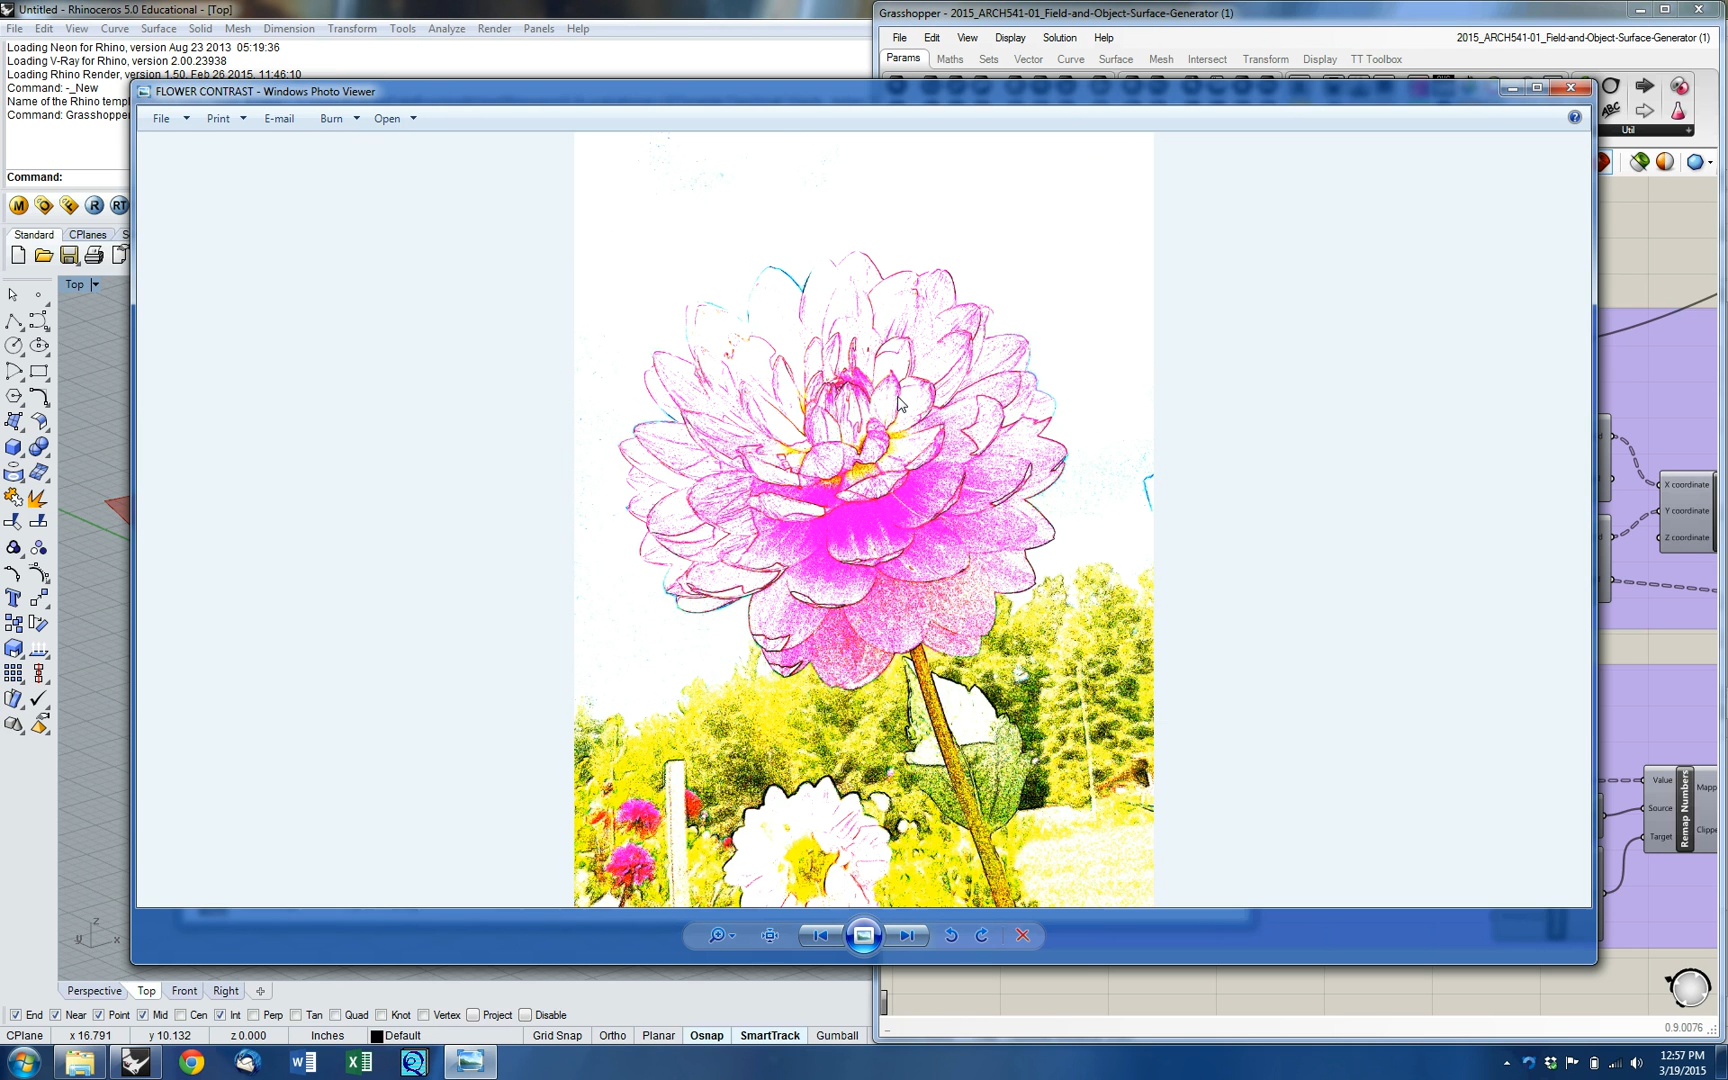 Untitled - Rhinoceros 5.0 Educational - [Top]
File Edit View Curve Surface Solid Mesh Dimension Transform Tools Analyze Render Panels Help
Loading Neon for Rhino, version Aug 23 2013 05:19:36
Loading V-Ray for Rhino, version 2.00.23938
Loading Rhino Render, version 1.50, Feb 26 2015, 11:46:10
Command: -_New
Name of the Rhino temp
Command: Grasshopper
Command:
M
R
RT
Standard CPlanes
Top
Grasshopper - 2015_ARCH541-01_Field-and-Object-Surface-Generator (1)
File Edit View Display Solution Help
2015_ARCH541-01_Field-and-Object-Surface-Generator (1)
Params Maths Sets Vector Curve Surface Mesh Intersect Transform Display TT Toolbox
ABC
Util
FLOWER CONTRAST - Windows Photo Viewer
File Print E-mail Burn Open
X coordinate
Y coordinate
Z coordinate
Value
Source
Target
Remap Numbers
Mapp
Clippe
z
y x
Perspective Top Front Right
End Near Point Mid Cen Int Perp Tan Quad Knot Vertex Project Disable
CPlane x 16.791 y 10.132 z 0.000 Inches Default Grid Snap Ortho Planar Osnap SmartTrack Gumball
0.9.0076
12:57 PM
3/19/2015